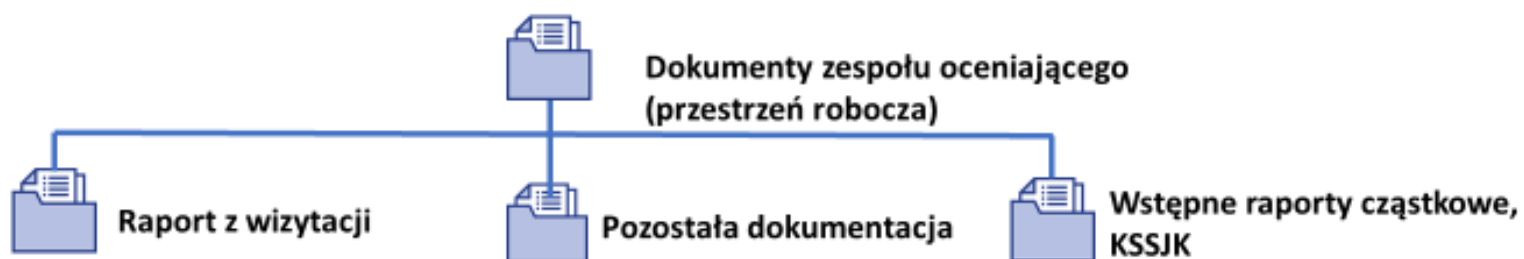 Dokumenty zespołu oceniającego
(przestrzeń robocza)
Raport z wizytacji
Pozostała dokumentacja
Wstępne raporty cząstkowe,
KSSJK